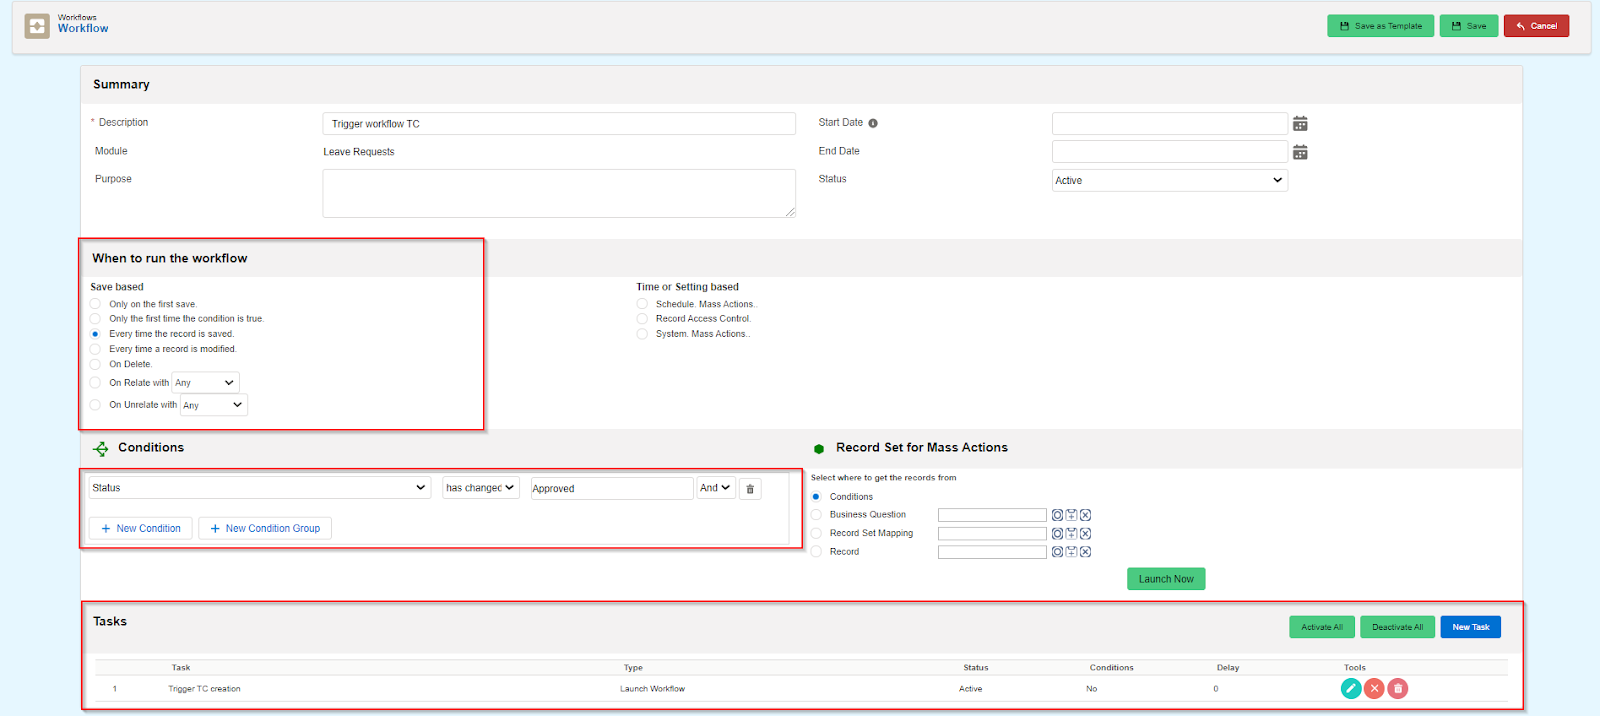 Workflows
Workflow
Save as Template
Save
Cancel
Summary
* Description
Trigger workflow TC
Start Date
Module
Leave Requests
End Date
Purpose
Status
Active
When to run the workflow
Save based
Time or Setting based
Only on the first save.
Schedule. Mass Actions..
Only the first time the condition is true.
Record Access Control.
Every time the record is saved.
System. Mass Actions..
Every time a record is modified.
On Delete.
On Relate with Any
On Unrelate with Any
Conditions
Record Set for Mass Actions
Status has changed Approved And
Select where to get the records from
Conditions
Business Question
+ New Condition
+ New Condition Group
Record Set Mapping
Record
Launch Now
Tasks
Activate All
Deactivate All
New Task
Task Type Status Conditions Delay Tools
1 Trigger TC creation Launch Workflow Active No 0